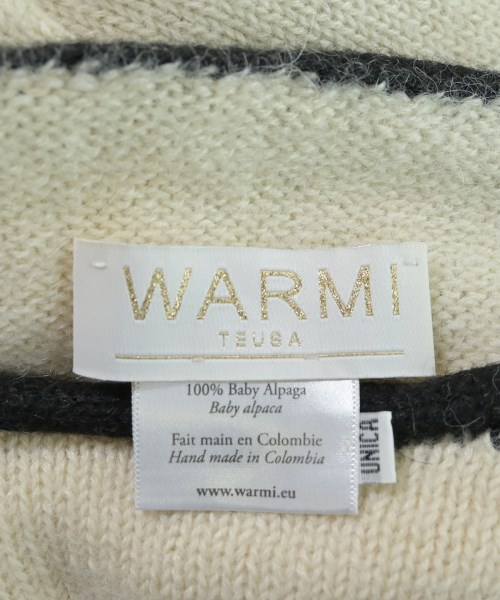 WARMI
TEUSA
100% Baby Alpaga
Baby alpaca
Fait main en Colombie
Hand made in Colombia
www.warmi.eu
UNICA